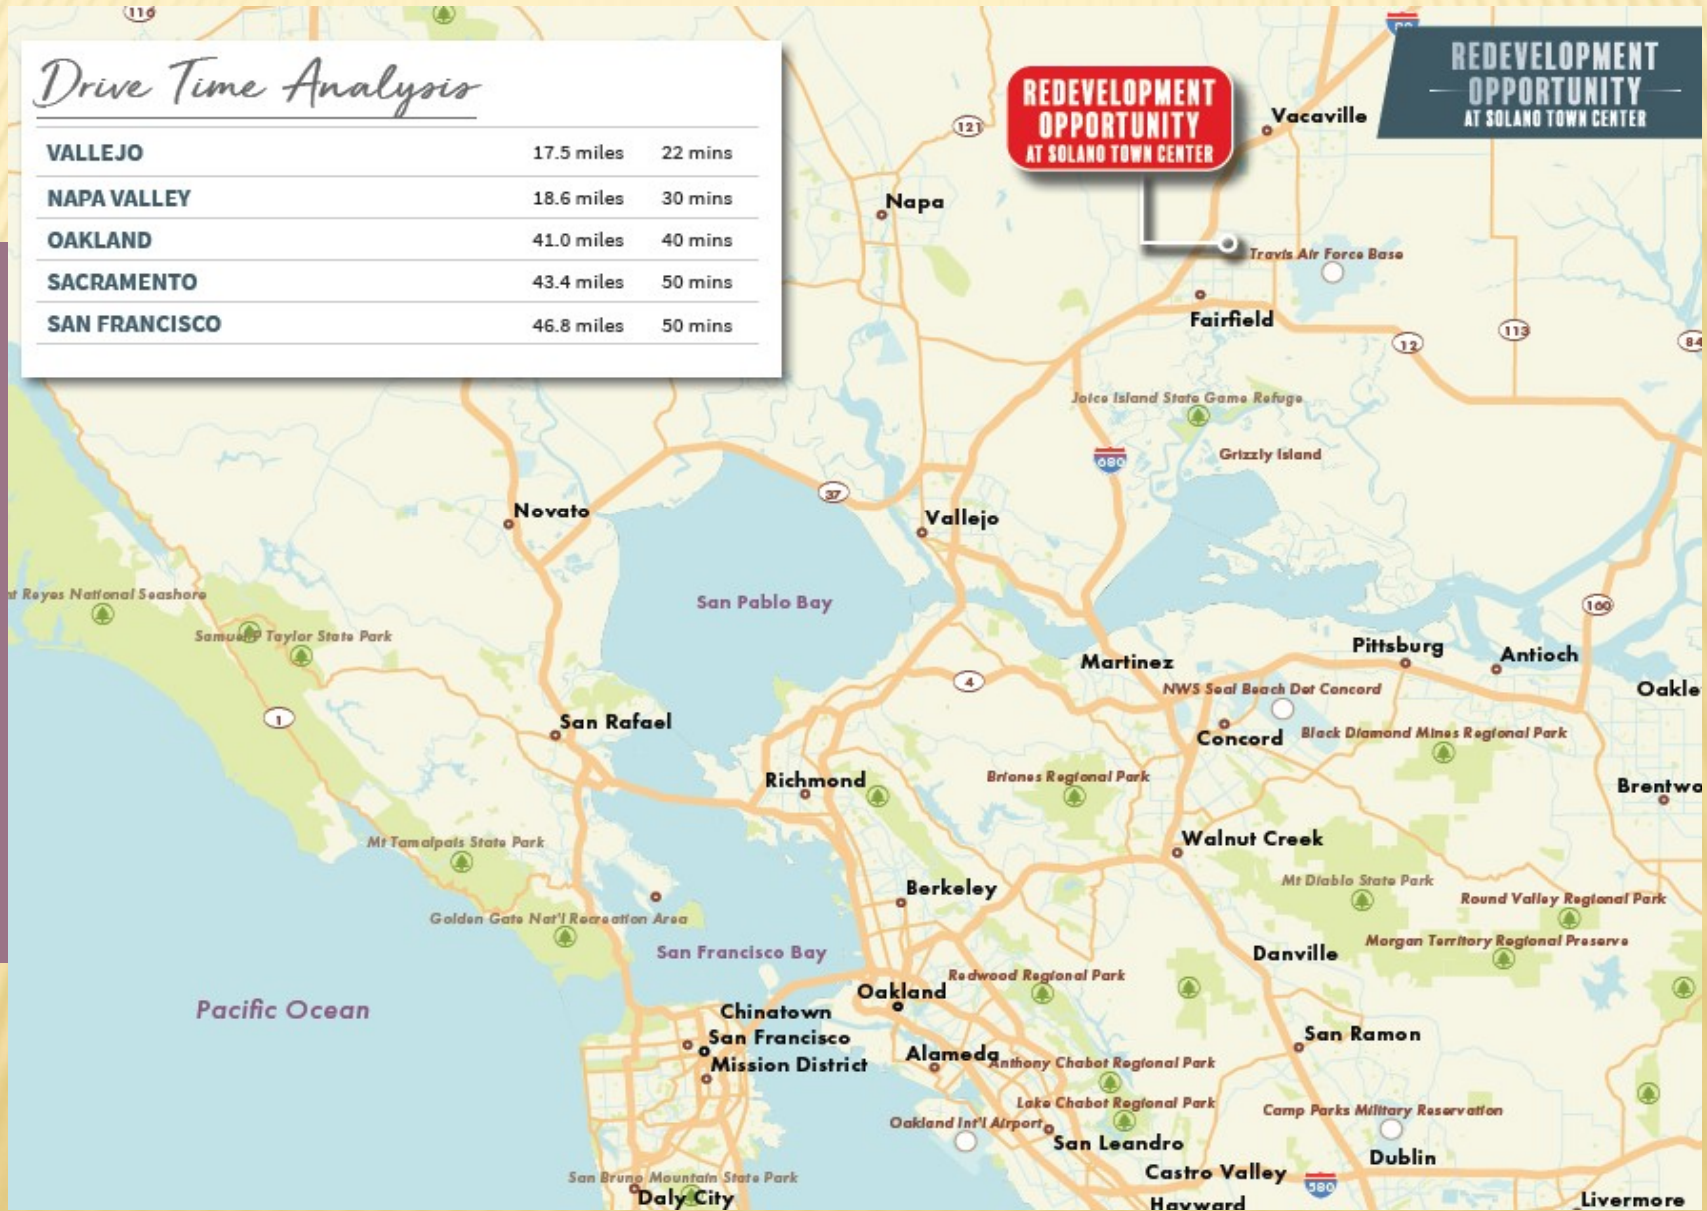 116
80
Drive Time Analysis
VALLEJO 17.5 miles 22 mins
NAPA VALLEY 18.6 miles 30 mins
OAKLAND 41.0 miles 40 mins
SACRAMENTO 43.4 miles 50 mins
SAN FRANCISCO 46.8 miles 50 mins
REDEVELOPMENT
OPPORTUNITY
AT SOLANO TOWN CENTER
REDEVELOPMENT
OPPORTUNITY
AT SOLANO TOWN CENTER
Vacaville
121
Napa
Travis Air Force Base
Fairfield
12
113
84
Joice Island State Game Refuge
680
Grizzly Island
37
Novato
Vallejo
nt Reyes National Seashore
San Pablo Bay
160
Samuel P Taylor State Park
Pittsburg
Antioch
Martinez
4
NWS Seal Beach Det Concord
Oakle
1
San Rafael
Concord
Black Diamond Mines Regional Park
Richmond
Briones Regional Park
Brentwo
Mt Tamalpais State Park
Walnut Creek
Berkeley
Mt Diablo State Park
Round Valley Regional Park
Golden Gate Nat'l Recreation Area
San Francisco Bay
Danville
Morgan Territory Regional Preserve
Redwood Regional Park
Oakland
Pacific Ocean
Chinatown
San Francisco
Mission District
San Ramon
Alameda
Anthony Chabot Regional Park
Lake Chabot Regional Park
Camp Parks Military Reservation
Oakland Int'l Airport
San Leandro
Dublin
Castro Valley
580
San Bruno Mountain State Park
Daly City
Hayward
Livermore